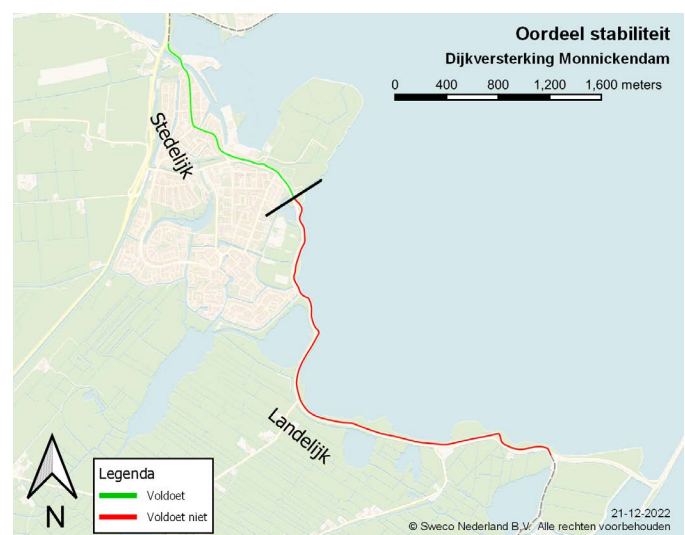 Oordeel stabiliteit
Dijkversterking Monnickendam
0 400 800 1,200 1,600 meters
Stedelijk
Landelijk
N
Legenda
Voldoet
Voldoet niet
21-12-2022
© Sweco Nederland B.V. Alle rechten voorbehouden